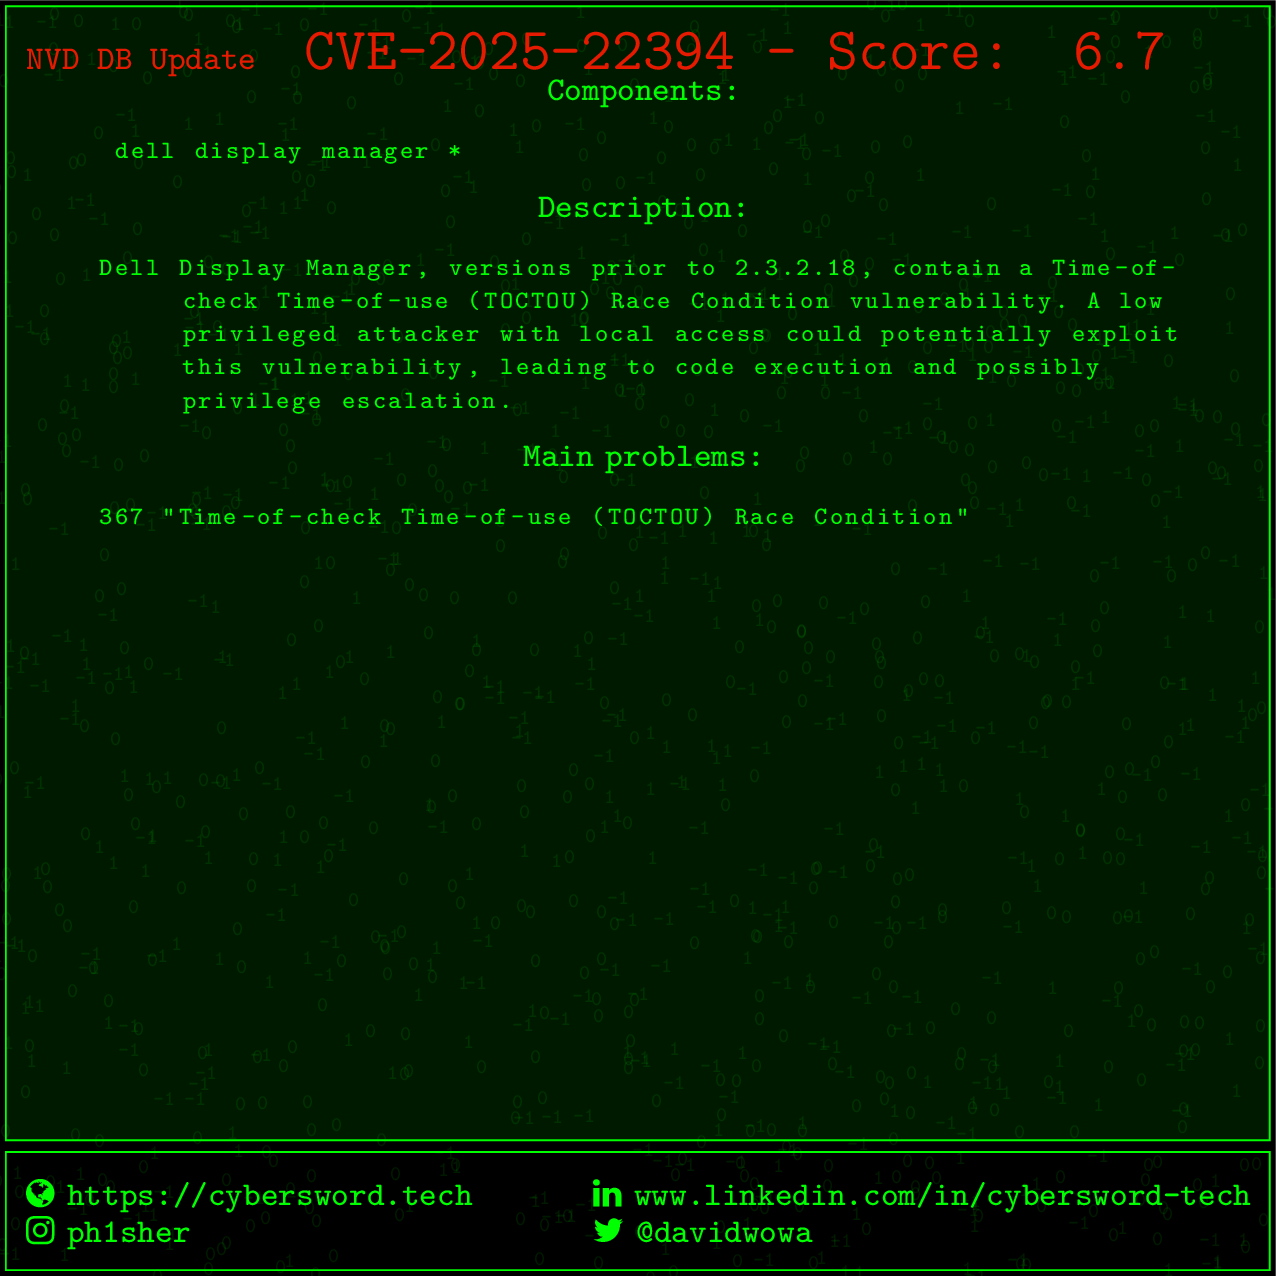 NVD DB Update CVE-2025-22394 - Score: 6.7
Components:
dell display manager *
Description:
Dell Display Manager, versions prior to 2.3.2.18, contain a Time-of-
check Time-of-use (TOCTOU) Race Condition vulnerability. A low
privileged attacker with local access could potentially exploit
this vulnerability, leading to code execution and possibly
privilege escalation.
Main problems:
367 "Time-of-check Time-of-use (TOCTOU) Race Condition"
https://cybersword.tech www.linkedin.com/in/cybersword-tech
ph1sher @davidwowa